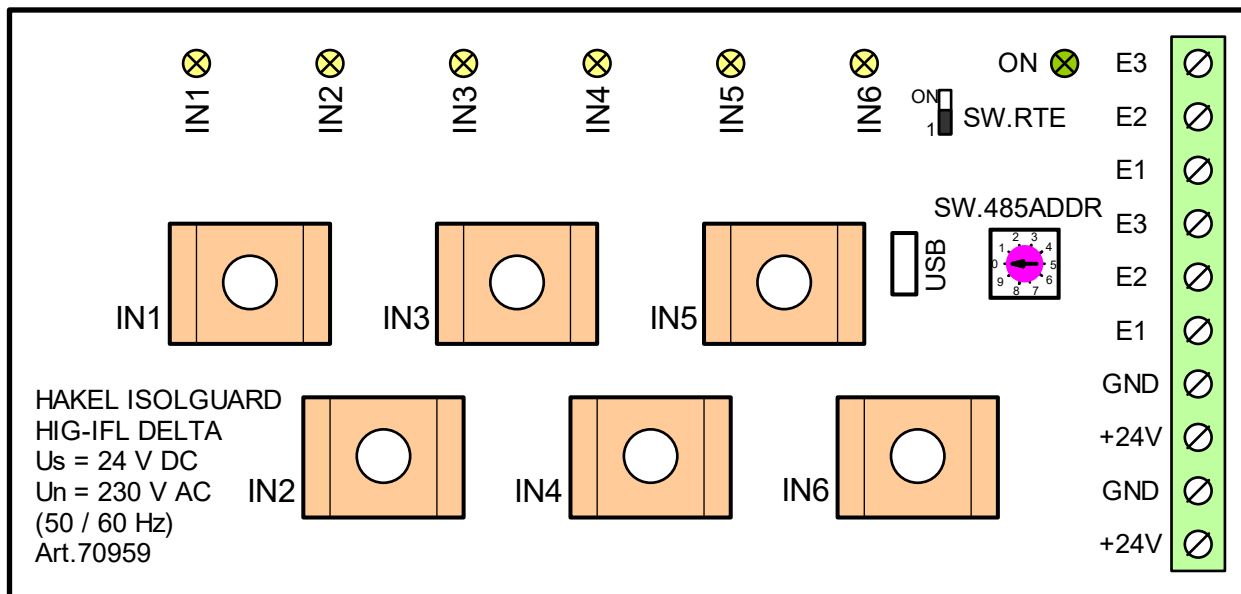 IN1
IN2
IN3
IN4
IN5
IN6
ON
ON
1
SW.RTE
E3
E2
E1
E3
E2
E1
GND
+24V
GND
+24V
SW.485ADDR
0
1
2
3
4
5
6
7
8
9
USB
IN1
IN3
IN5
IN2
IN4
IN6
HAKEL ISOLGUARD
HIG-IFL DELTA
Us = 24 V DC
Un = 230 V AC
(50 / 60 Hz)
Art.70959